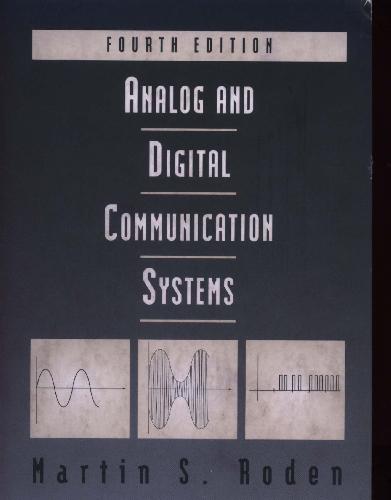 FOURTH EDITION
ANALOG AND
DIGITAL
COMMUNICATION
SYSTEMS
Martin S. Roden